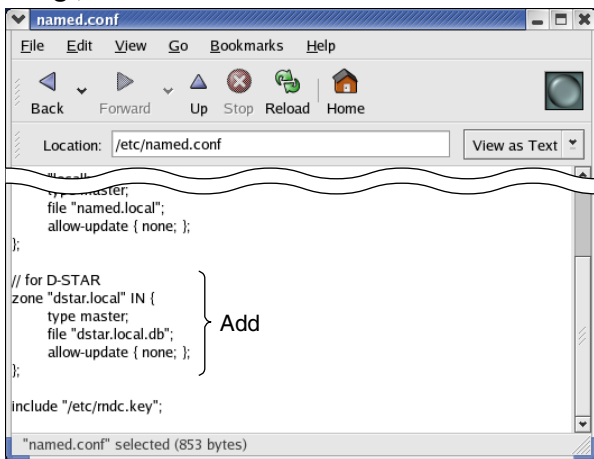 named.conf
File Edit View Go Bookmarks Help
Back Forward Up Stop Reload Home
Location: /etc/named.conf View as Text
type master;
file "named.local";
allow-update { none; };
};
// for D-STAR
zone "dstar.local" IN {
type master;
file "dstar.local.db";
allow-update { none; };
};
Add
include "/etc/rndc.key";
"named.conf" selected (853 bytes)